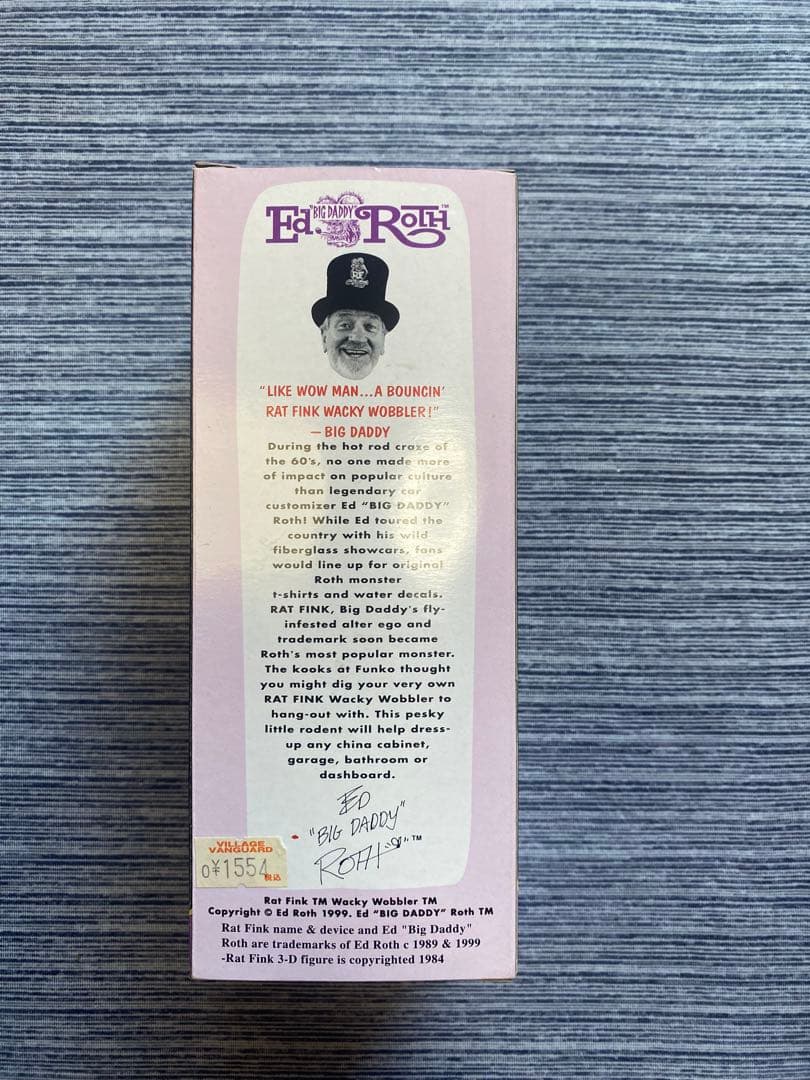 Ed "BIG DADDY" ROTH™
RF
"LIKE WOW MAN...A BOUNCIN'
RAT FINK WACKY WOBBLER!"
— BIG DADDY
During the hot rod craze of
the 60's, no one made more
of impact on popular culture
than legendary car
customizer Ed "BIG DADDY"
Roth! While Ed toured the
country with his wild
fiberglass showcars, fans
would line up for original
Roth monster
t-shirts and water decals.
RAT FINK, Big Daddy's fly-
infested alter ego and
trademark soon became
Roth's most popular monster.
The kooks at Funko thought
you might dig your very own
RAT FINK Wacky Wobbler to
hang-out with. This pesky
little rodent will help dress-
up any china cabinet,
garage, bathroom or
dashboard.
ED
"BIG DADDY"
ROTH ™
VILLAGE
VANGUARD
0¥1554 税込
Rat Fink TM Wacky Wobbler TM
Copyright © Ed Roth 1999. Ed "BIG DADDY" Roth TM
Rat Fink name & device and Ed "Big Daddy"
Roth are trademarks of Ed Roth c 1989 & 1999
-Rat Fink 3-D figure is copyrighted 1984